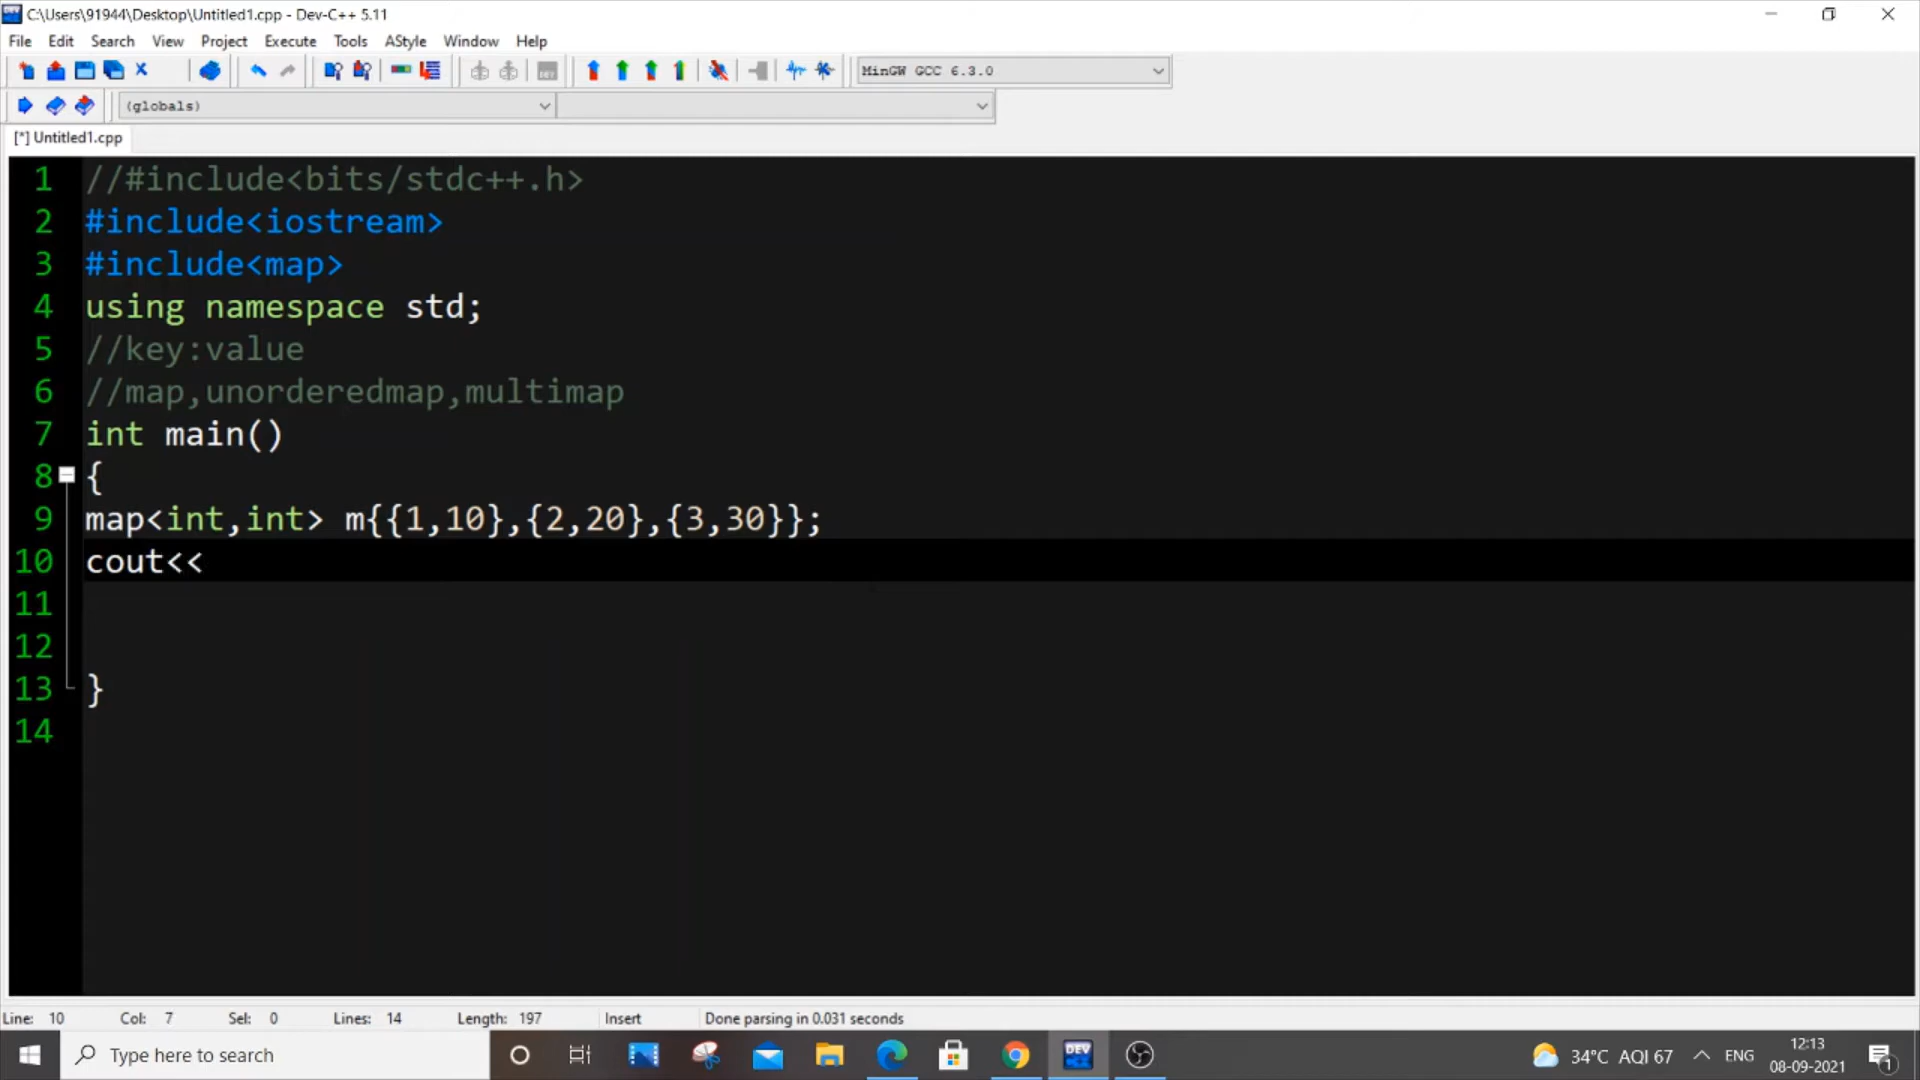 C:\Users\91944\Desktop\Untitled1.cpp - Dev-C++ 5.11
File Edit Search View Project Execute Tools AStyle Window Help
MinGW GCC 6.3.0
(globals)
[*] Untitled1.cpp
1 //#include<bits/stdc++.h>
2 #include<iostream>
3 #include<map>
4 using namespace std;
5 //key:value
6 //map,unorderedmap,multimap
7 int main()
8 {
9 map<int,int> m{{1,10},{2,20},{3,30}};
10 cout<<
11
12
13 }
14
Line: 10 Col: 7 Sel: 0 Lines: 14 Length: 197 Insert Done parsing in 0.031 seconds
Type here to search
DEV
34°C AQI 67 ENG
12:13
08-09-2021
1